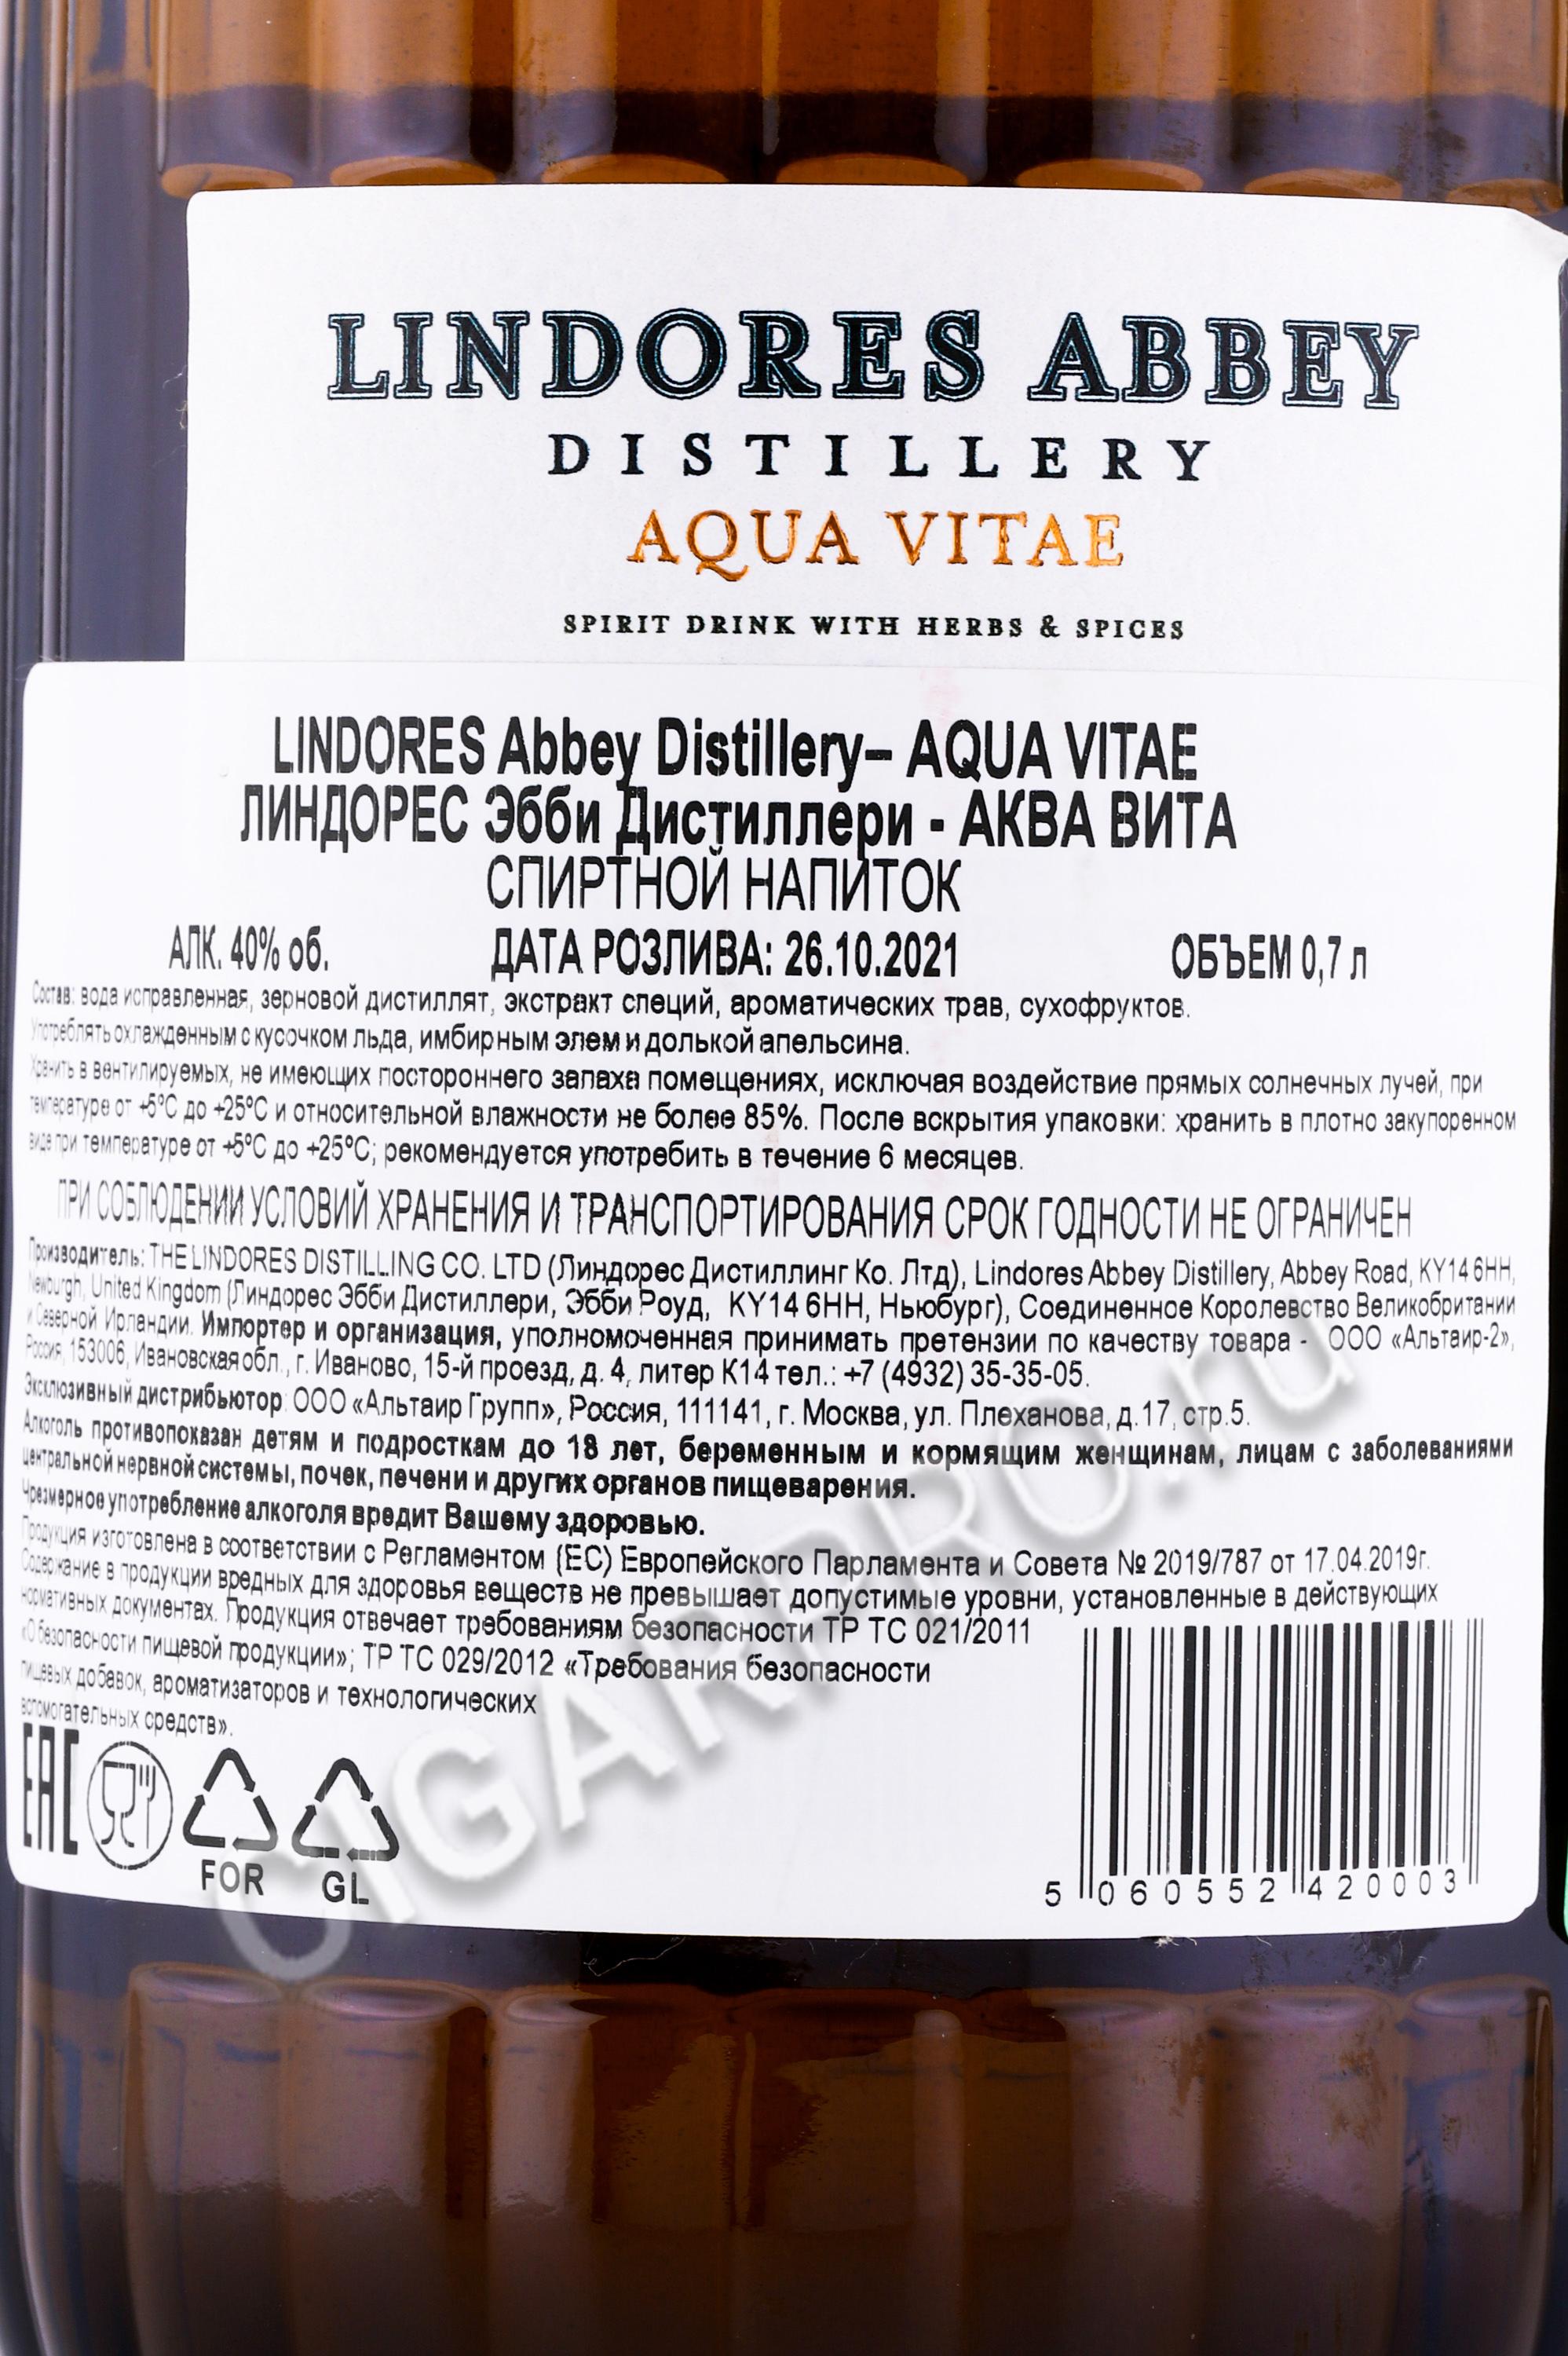 LINDORES ABBEY
DISTILLERY
AQUA VITAE
SPIRIT DRINK WITH HERBS & SPICES
LINDORES Abbey Distillery– AQUA VITAE
ЛИНДОРЕС Эбби Дистиллери - АКВА ВИТА
СПИРТНОЙ НАПИТОК
АЛК. 40% об. ДАТА РОЗЛИВА: 26.10.2021 ОБЪЕМ 0,7 л
Состав: вода исправленная, зерновой дистиллят, экстракт специй, ароматических трав, сухофруктов.
Употреблять охлажденным с кусочком льда, имбирным элем и долькой апельсина.
Хранить в вентилируемых, не имеющих постороннего запаха помещениях, исключая воздействие прямых солнечных лучей, при
температуре от +5°С до +25°С и относительной влажности не более 85%. После вскрытия упаковки: хранить в плотно закупоренном
виде при температуре от +5°С до +25°С; рекомендуется употребить в течение 6 месяцев.
ПРИ СОБЛЮДЕНИИ УСЛОВИЙ ХРАНЕНИЯ И ТРАНСПОРТИРОВАНИЯ СРОК ГОДНОСТИ НЕ ОГРАНИЧЕН
Производитель: THE LINDORES DISTILLING CO. LTD (Линдорес Дистиллинг Ко. Лтд), Lindores Abbey Distillery, Abbey Road, KY14 6HH,
Newburgh, United Kingdom (Линдорес Эбби Дистиллери, Эбби Роуд, KY14 6HH, Ньюбург), Соединенное Королевство Великобритании
и Северной Ирландии. Импортер и организация, уполномоченная принимать претензии по качеству товара - ООО «Альтаир-2»,
Россия, 153006, Ивановская обл., г. Иваново, 15-й проезд, д. 4, литер К14 тел.: +7 (4932) 35-35-05.
Эксклюзивный дистрибьютор: ООО «Альтаир Групп», Россия, 111141, г. Москва, ул. Плеханова, д.17, стр.5.
Алкоголь противопоказан детям и подросткам до 18 лет, беременным и кормящим женщинам, лицам с заболеваниями
центральной нервной системы, почек, печени и других органов пищеварения.
Чрезмерное употребление алкоголя вредит Вашему здоровью.
Продукция изготовлена в соответствии с Регламентом (ЕС) Европейского Парламента и Совета № 2019/787 от 17.04.2019г.
Содержание в продукции вредных для здоровья веществ не превышает допустимые уровни, установленные в действующих
нормативных документах. Продукция отвечает требованиям безопасности ТР ТС 021/2011
«О безопасности пищевой продукции»; ТР ТС 029/2012 «Требования безопасности
пищевых добавок, ароматизаторов и технологических
вспомогательных средств».
EAC
FOR GL
5 060552 420003
CIGARPRO.ru